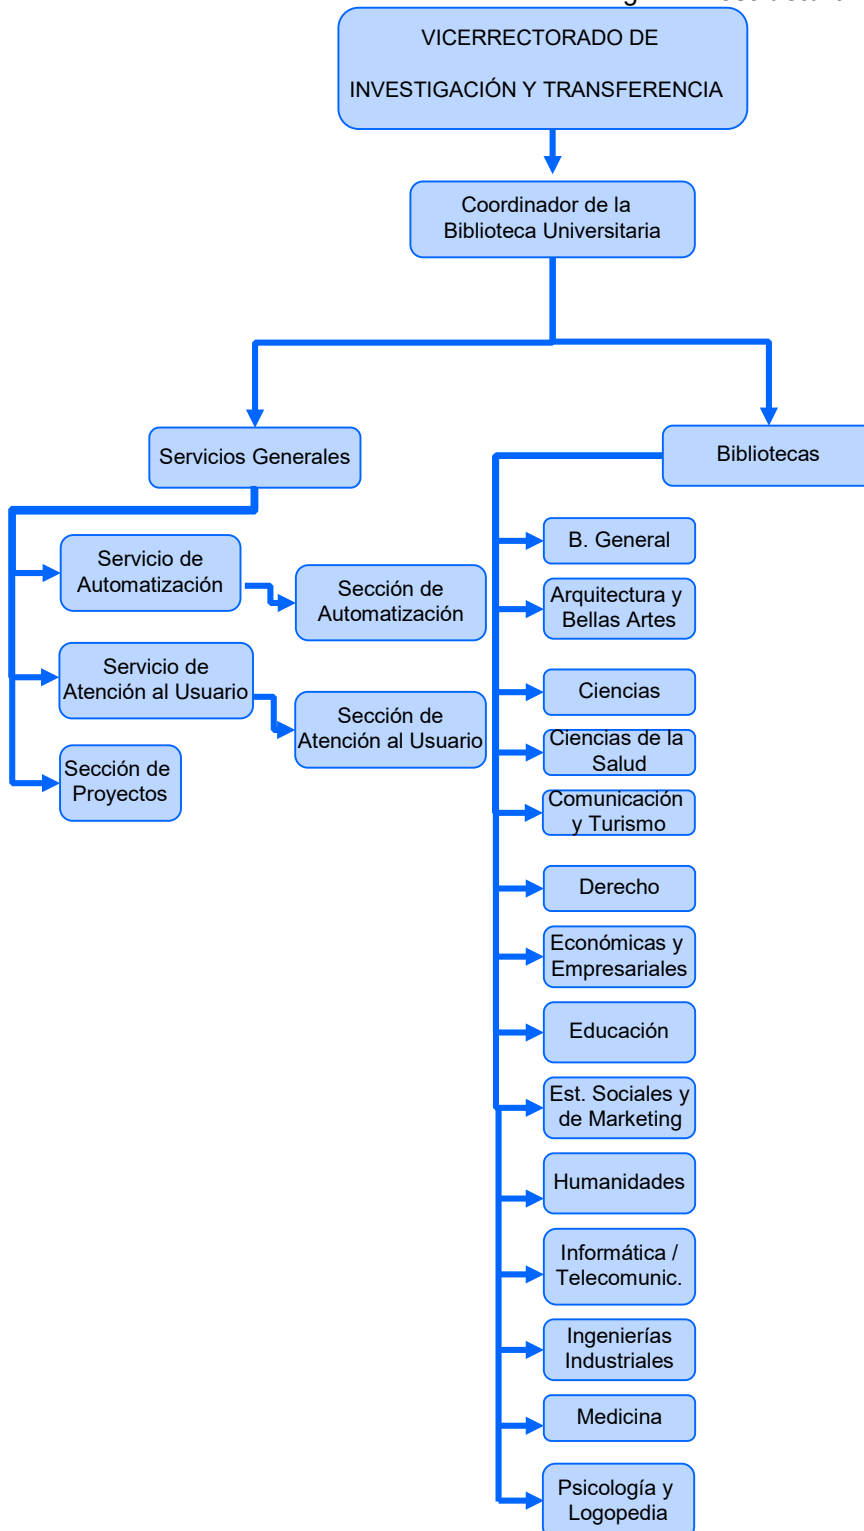 VICERRECTORADO DE
INVESTIGACIÓN Y TRANSFERENCIA
Coordinador de la
Biblioteca Universitaria
Servicios Generales
Bibliotecas
Servicio de
Automatización
Sección de
Automatización
Servicio de
Atención al Usuario
Sección de
Atención al Usuario
Sección de
Proyectos
B. General
Arquitectura y
Bellas Artes
Ciencias
Ciencias de la
Salud
Comunicación
y Turismo
Derecho
Económicas y
Empresariales
Educación
Est. Sociales y
de Marketing
Humanidades
Informática /
Telecomunic.
Ingenierías
Industriales
Medicina
Psicología y
Logopedia